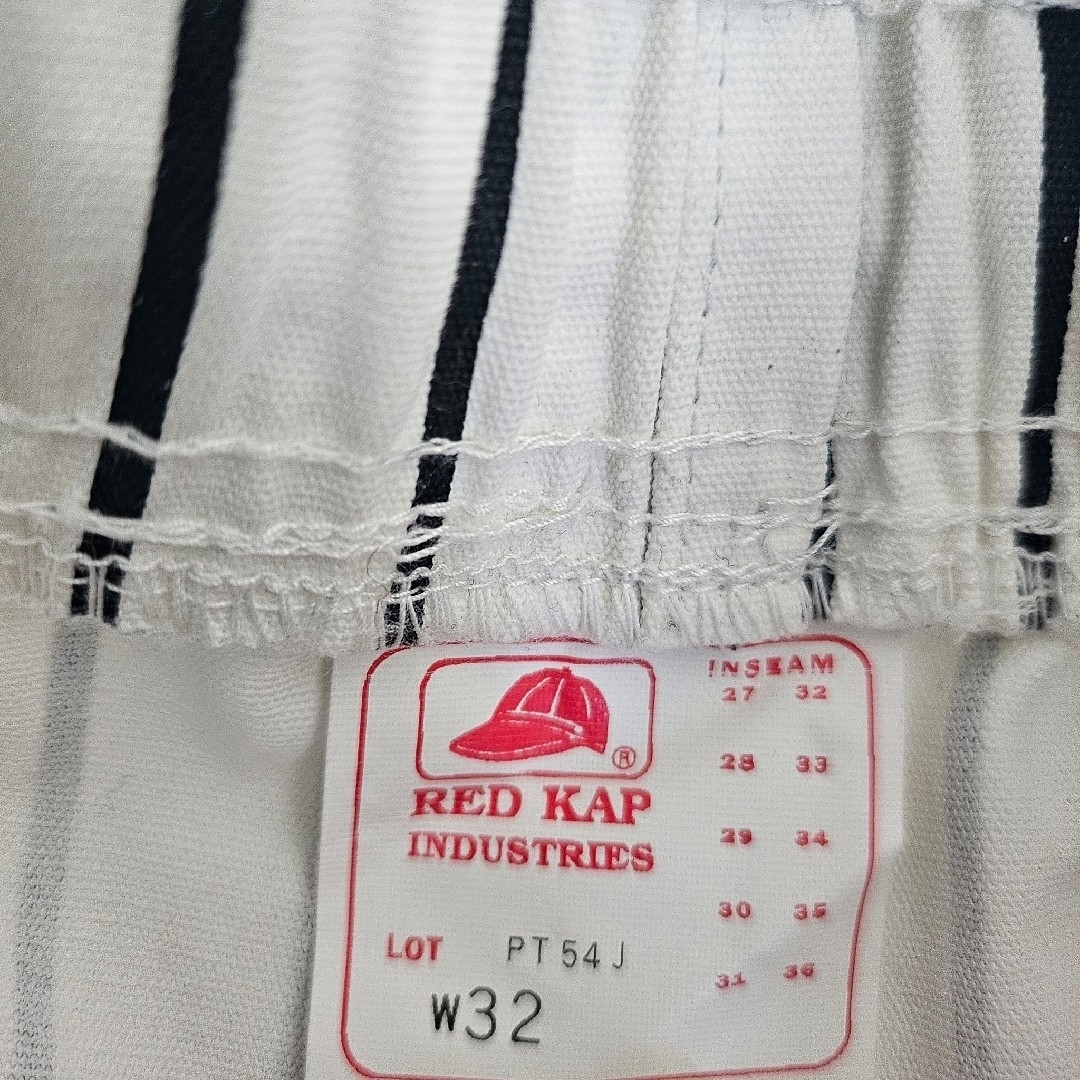 ®
RED KAP
INDUSTRIES
LOT PT54J
W32
INSEAM
27 32
28 33
29 34
30 35
31 36